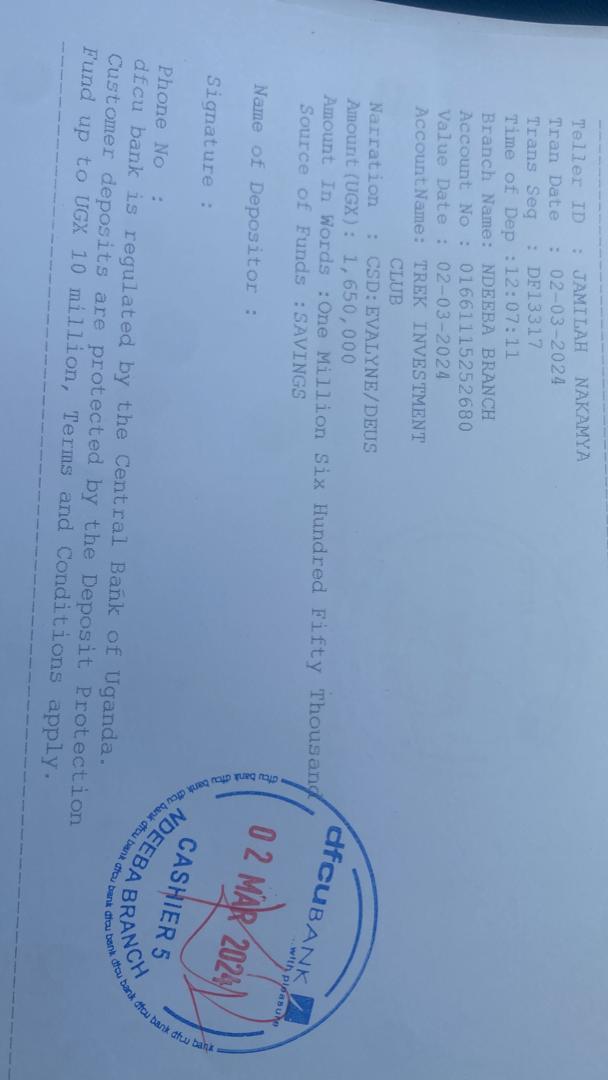 Teller ID : JAMILAH NAKAMYA
Tran Date : 02-03-2024
Trans Seq : DF13317
Time of Dep :12:07:11
Branch Name: NDEEBA BRANCH
Account No : 01661115252680
Value Date : 02-03-2024
AccountName: TREK INVESTMENT
CLUB
Narration : CSD:EVALYNE/DEUS
Amount(UGX): 1,650,000
Amount In Words :One Million Six Hundred Fifty Thousand
Source of Funds :SAVINGS
Name of Depositor :
Signature :
Phone No :
dfcu bank is regulated by the Central Bank of Uganda.
Customer deposits are protected by the Deposit Protection
Fund up to UGX 10 million, Terms and Conditions apply.
dfcu BANK
...with pleasure
02 MAR 2024
CASHIER 5
NDEEBA BRANCH
dfcu bank dfcu bank dfcu bank dfcu bank dfcu bank dfcu bank dfcu bank dfcu bank dfcu bank dfcu bank